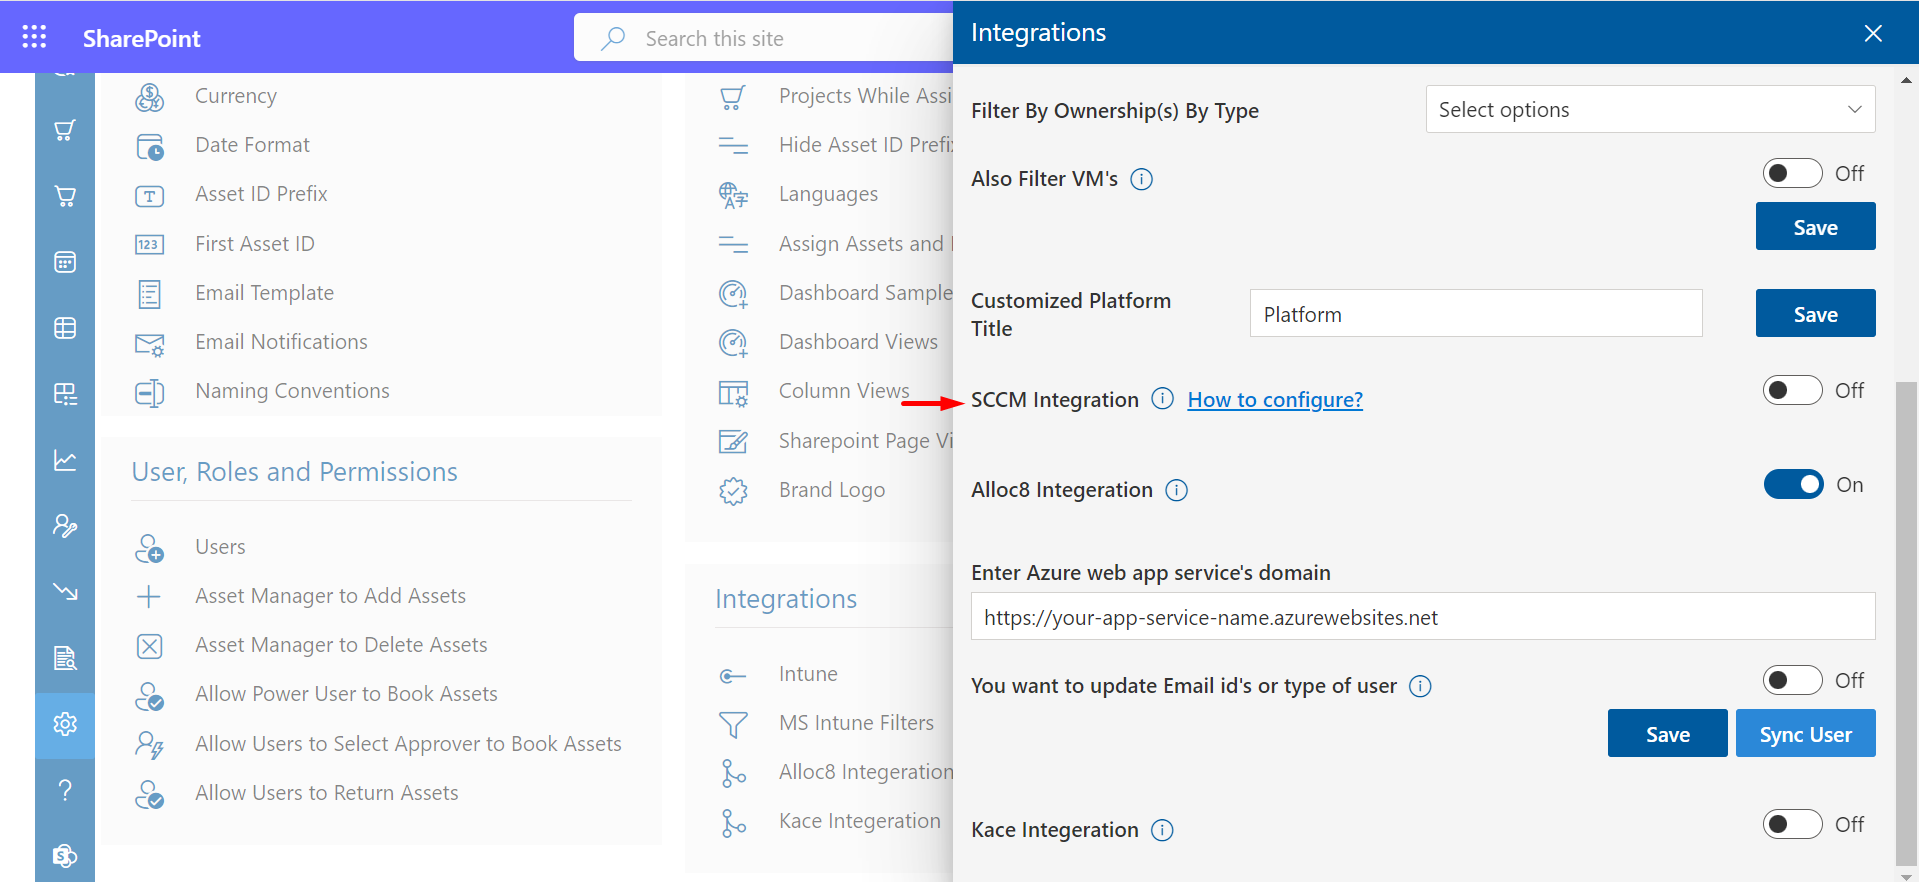 SharePoint
Search this site
Currency
Date Format
Asset ID Prefix
123
First Asset ID
Email Template
Email Notifications
Naming Conventions
User, Roles and Permissions
Users
Asset Manager to Add Assets
Asset Manager to Delete Assets
Allow Power User to Book Assets
Allow Users to Select Approver to Book Assets
Allow Users to Return Assets
Projects While Assi
Hide Asset ID Prefi
Languages
Assign Assets and
Dashboard Sample
Dashboard Views
Column Views
Sharepoint Page Vi
Brand Logo
Integrations
Intune
MS Intune Filters
Alloc8 Integeration
Kace Integeration
Integrations
Filter By Ownership(s) By Type
Select options
Also Filter VM's
Off
Save
Customized Platform
Title
Platform
Save
SCCM Integration
How to configure?
Off
Alloc8 Integeration
On
Enter Azure web app service's domain
https://your-app-service-name.azurewebsites.net
You want to update Email id's or type of user
Off
Save
Sync User
Kace Integeration
Off